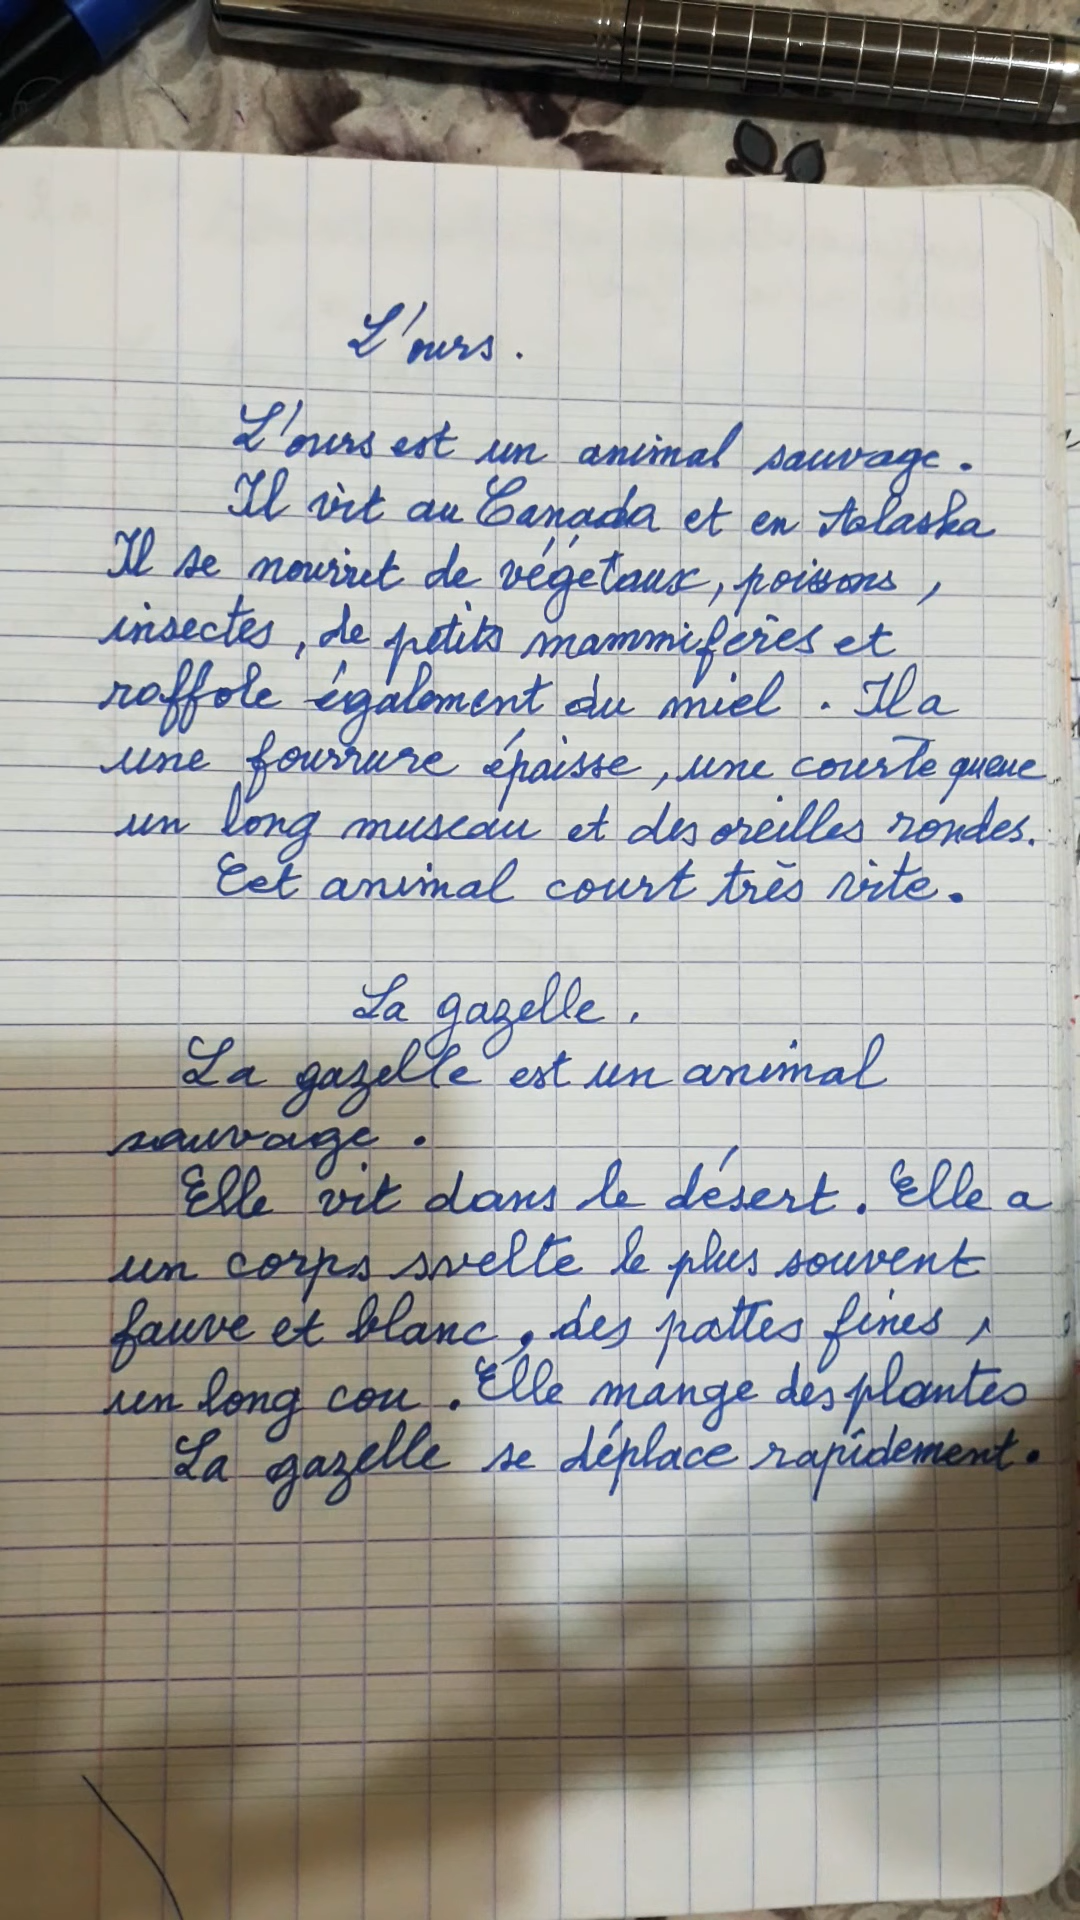 L'ours.
L'ours est un animal sauvage.
Il vit au Canada et en Alaska
Il se nourrit de végétaux, poissons,
insectes, de petits mammifères et
raffole également du miel. Il a
une fourrure épaisse, une courte queue
un long museau et des oreilles rondes.
Cet animal court très vite.
La gazelle.
La gazelle est un animal
sauvage.
Elle vit dans le désert. Elle a
un corps svelte le plus souvent
fauve et blanc, des pattes fines,
un long cou. Elle mange des plantes
La gazelle se déplace rapidement.